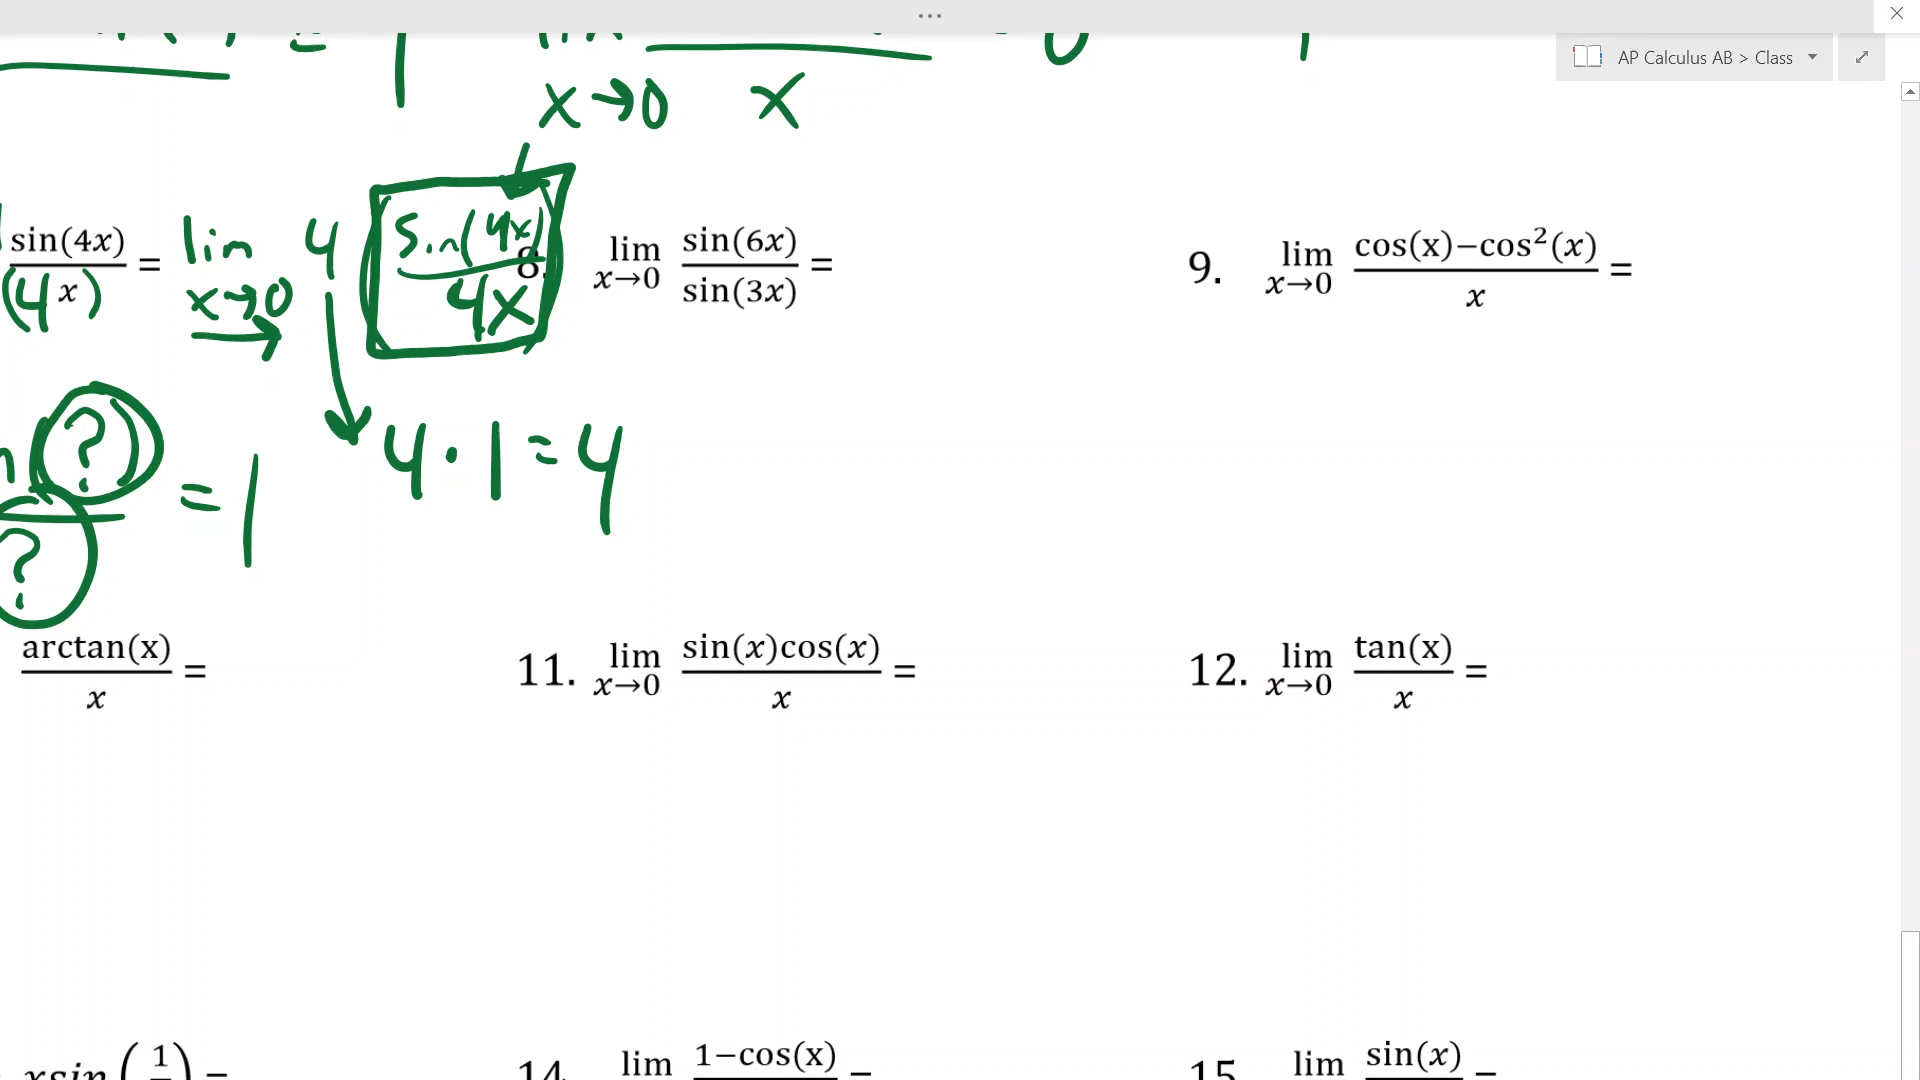 AP Calculus AB > Class
x→0 x
sin(4x)/(4x) = lim x→0 4 (sin(4x)/4x)
8. lim x→0 sin(6x)/sin(3x) =
9. lim x→0 cos(x)−cos²(x)/x =
(?)/? = 1
4 · 1 = 4
arctan(x)/x =
11. lim x→0 sin(x)cos(x)/x =
12. lim x→0 tan(x)/x =
xsin(1
14. lim 1−cos(x) =
15. lim sin(x) =